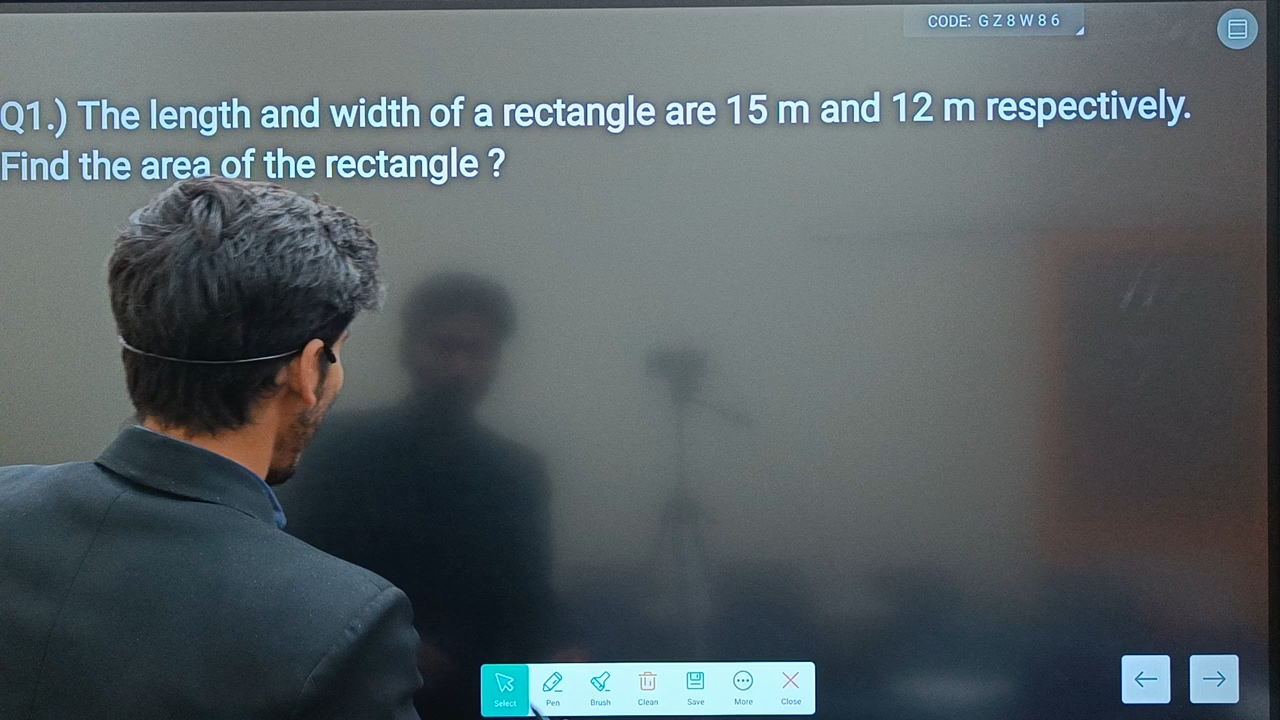 CODE: G Z 8 W 8 6
Q1.) The length and width of a rectangle are 15 m and 12 m respectively.
Find the area of the rectangle ?
Select Pen Brush Clean Save More Close